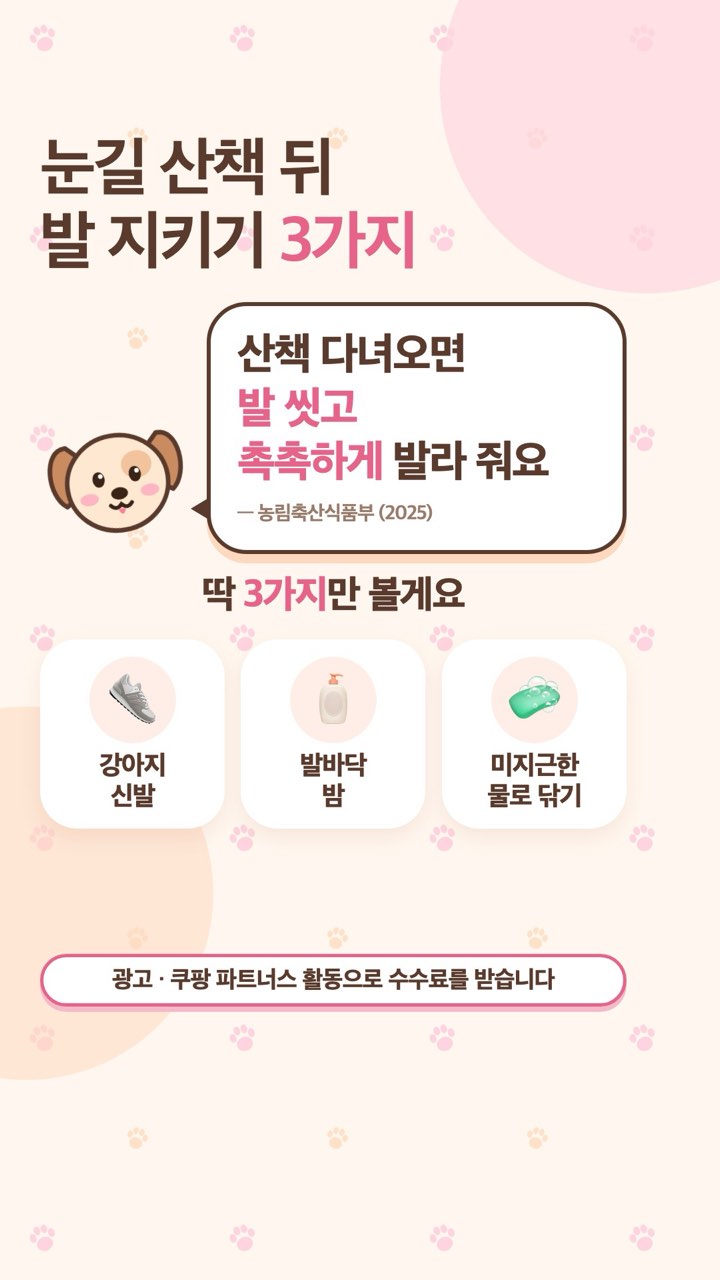 눈길 산책 뒤
발 지키기 3가지
산책 다녀오면
발 씻고
촉촉하게 발라 줘요
— 농림축산식품부 (2025)
딱 3가지만 볼게요
강아지
신발
발바닥
밤
미지근한
물로 닦기
광고 · 쿠팡 파트너스 활동으로 수수료를 받습니다